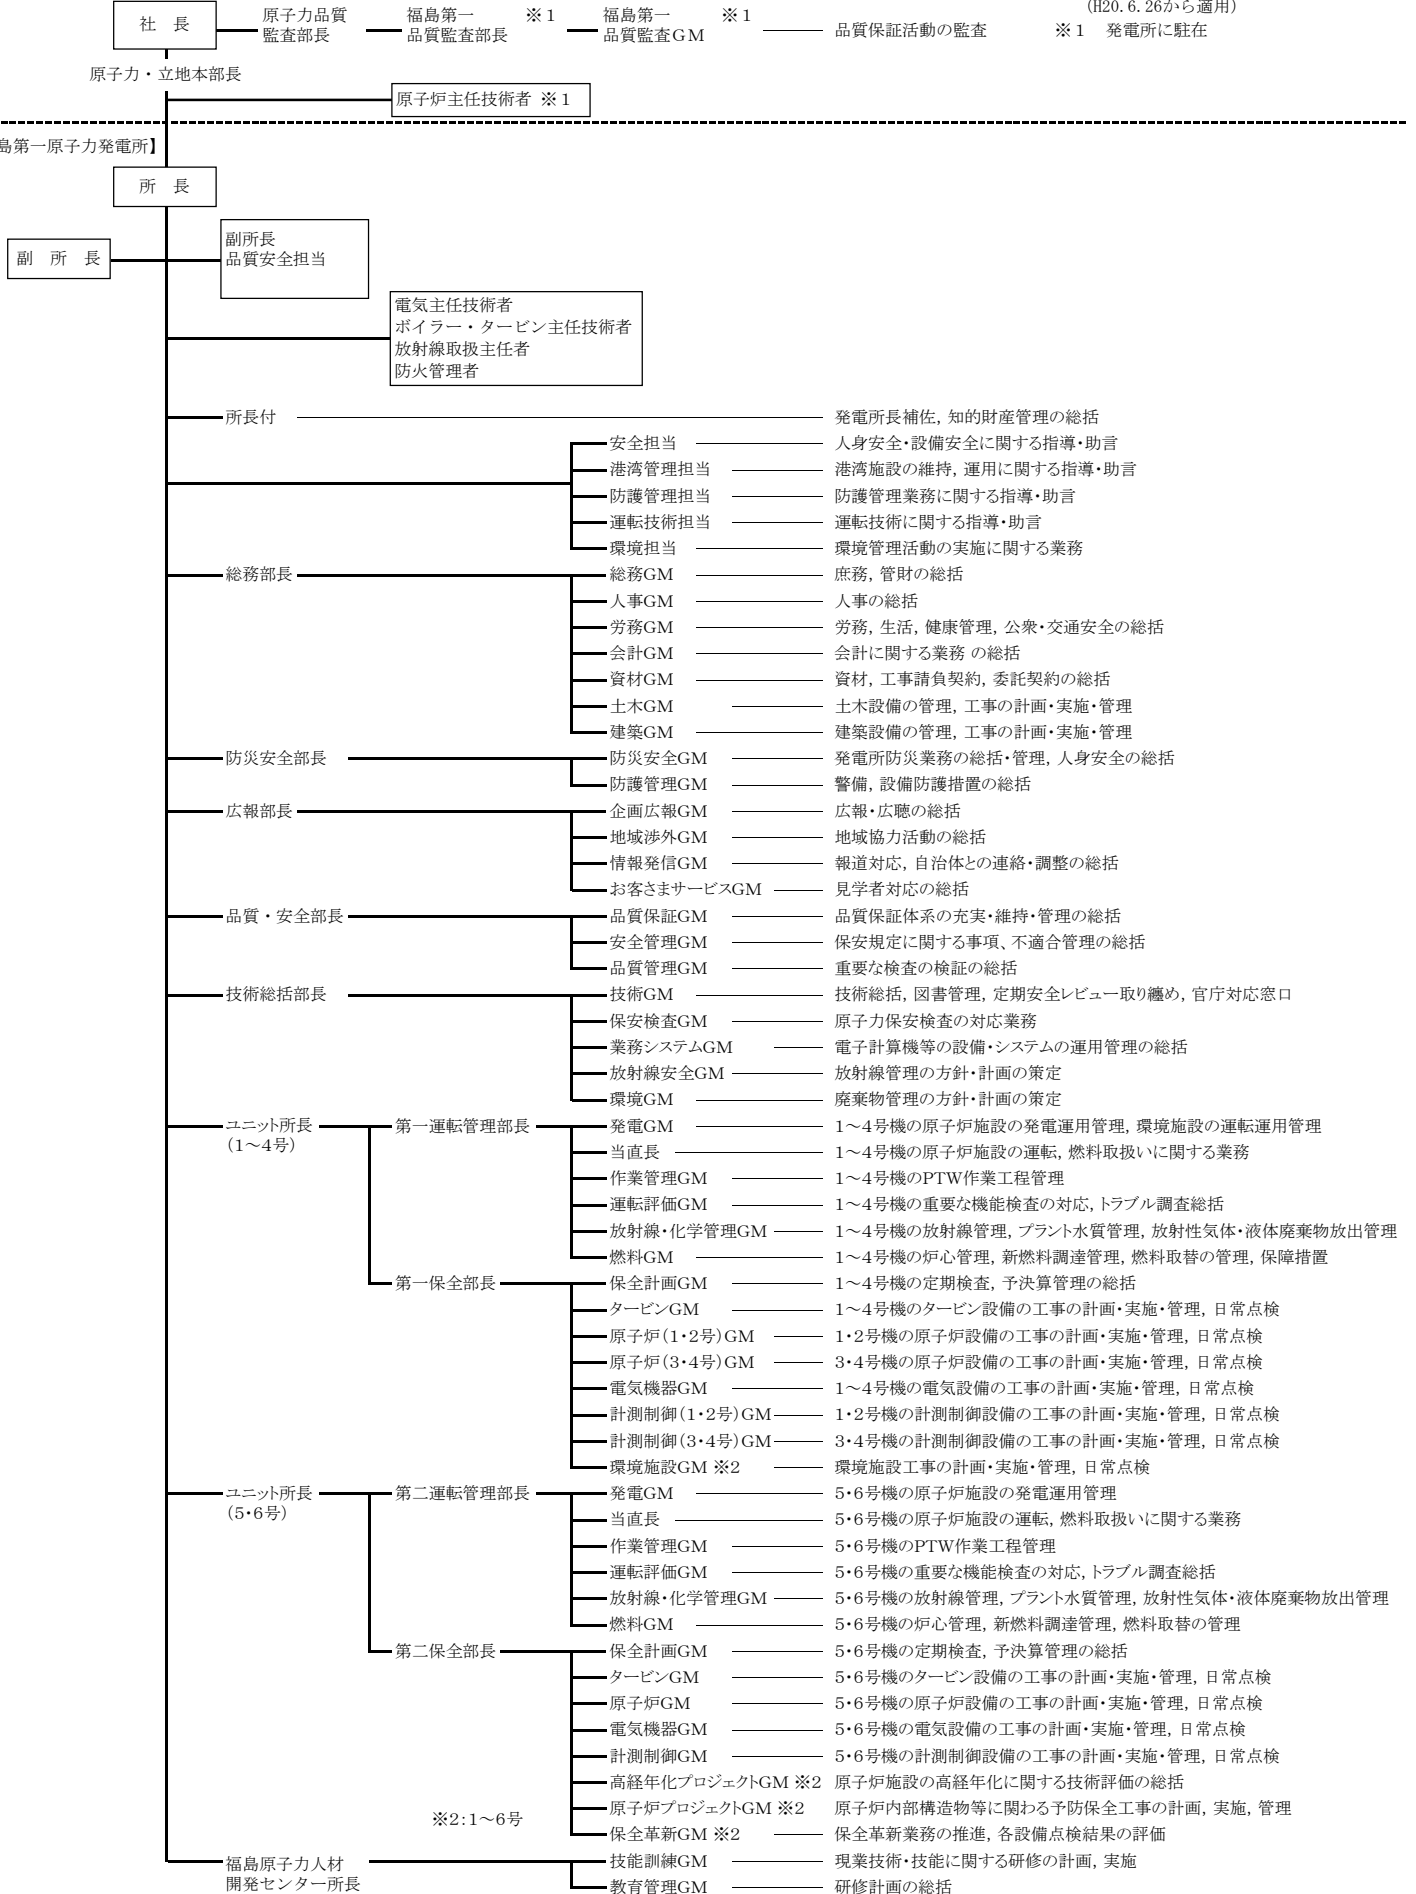 (H20.6.26から適用)
社　長
原子力品質
監査部長
福島第一　※1
品質監査部長
福島第一　※1
品質監査GM
品質保証活動の監査
※1　発電所に駐在
原子力・立地本部長
原子炉主任技術者 ※1
島第一原子力発電所】
所　長
副　所　長
副所長
品質安全担当
電気主任技術者
ボイラー・タービン主任技術者
放射線取扱主任者
防火管理者
所長付　発電所長補佐, 知的財産管理の総括
安全担当　人身安全・設備安全に関する指導・助言
港湾管理担当　港湾施設の維持, 運用に関する指導・助言
防護管理担当　防護管理業務に関する指導・助言
運転技術担当　運転技術に関する指導・助言
環境担当　環境管理活動の実施に関する業務
総務部長　総務GM　庶務, 管財の総括
人事GM　人事の総括
労務GM　労務, 生活, 健康管理, 公衆・交通安全の総括
会計GM　会計に関する業務 の総括
資材GM　資材, 工事請負契約, 委託契約の総括
土木GM　土木設備の管理, 工事の計画・実施・管理
建築GM　建築設備の管理, 工事の計画・実施・管理
防災安全部長　防災安全GM　発電所防災業務の総括・管理, 人身安全の総括
防護管理GM　警備, 設備防護措置の総括
広報部長　企画広報GM　広報・広聴の総括
地域渉外GM　地域協力活動の総括
情報発信GM　報道対応, 自治体との連絡・調整の総括
お客さまサービスGM　見学者対応の総括
品質・安全部長　品質保証GM　品質保証体系の充実・維持・管理の総括
安全管理GM　保安規定に関する事項、不適合管理の総括
品質管理GM　重要な検査の検証の総括
技術総括部長　技術GM　技術総括, 図書管理, 定期安全レビュー取り纏め, 官庁対応窓口
保安検査GM　原子力保安検査の対応業務
業務システムGM　電子計算機等の設備・システムの運用管理の総括
放射線安全GM　放射線管理の方針・計画の策定
環境GM　廃棄物管理の方針・計画の策定
ユニット所長　第一運転管理部長　発電GM　1～4号機の原子炉施設の発電運用管理, 環境施設の運転運用管理
(1～4号)
当直長　1～4号機の原子炉施設の運転, 燃料取扱いに関する業務
作業管理GM　1～4号機のPTW作業工程管理
運転評価GM　1～4号機の重要な機能検査の対応, トラブル調査総括
放射線・化学管理GM　1～4号機の放射線管理, プラント水質管理, 放射性気体・液体廃棄物放出管理
燃料GM　1～4号機の炉心管理, 新燃料調達管理, 燃料取替の管理, 保障措置
第一保全部長　保全計画GM　1～4号機の定期検査, 予決算管理の総括
タービンGM　1～4号機のタービン設備の工事の計画・実施・管理, 日常点検
原子炉(1・2号)GM　1・2号機の原子炉設備の工事の計画・実施・管理, 日常点検
原子炉(3・4号)GM　3・4号機の原子炉設備の工事の計画・実施・管理, 日常点検
電気機器GM　1～4号機の電気設備の工事の計画・実施・管理, 日常点検
計測制御(1・2号)GM　1・2号機の計測制御設備の工事の計画・実施・管理, 日常点検
計測制御(3・4号)GM　3・4号機の計測制御設備の工事の計画・実施・管理, 日常点検
環境施設GM ※2　環境施設工事の計画・実施・管理, 日常点検
ユニット所長　第二運転管理部長　発電GM　5・6号機の原子炉施設の発電運用管理
(5・6号)
当直長　5・6号機の原子炉施設の運転, 燃料取扱いに関する業務
作業管理GM　5・6号機のPTW作業工程管理
運転評価GM　5・6号機の重要な機能検査の対応, トラブル調査総括
放射線・化学管理GM　5・6号機の放射線管理, プラント水質管理, 放射性気体・液体廃棄物放出管理
燃料GM　5・6号機の炉心管理, 新燃料調達管理, 燃料取替の管理
第二保全部長　保全計画GM　5・6号機の定期検査, 予決算管理の総括
タービンGM　5・6号機のタービン設備の工事の計画・実施・管理, 日常点検
原子炉GM　5・6号機の原子炉設備の工事の計画・実施・管理, 日常点検
電気機器GM　5・6号機の電気設備の工事の計画・実施・管理, 日常点検
計測制御GM　5・6号機の計測制御設備の工事の計画・実施・管理, 日常点検
高経年化プロジェクトGM ※2　原子炉施設の高経年化に関する技術評価の総括
原子炉プロジェクトGM ※2　原子炉内部構造物等に関わる予防保全工事の計画, 実施, 管理
※2:1～6号
保全革新GM ※2　保全革新業務の推進, 各設備点検結果の評価
福島原子力人材　技能訓練GM　現業技術・技能に関する研修の計画, 実施
開発センター所長　教育管理GM　研修計画の総括